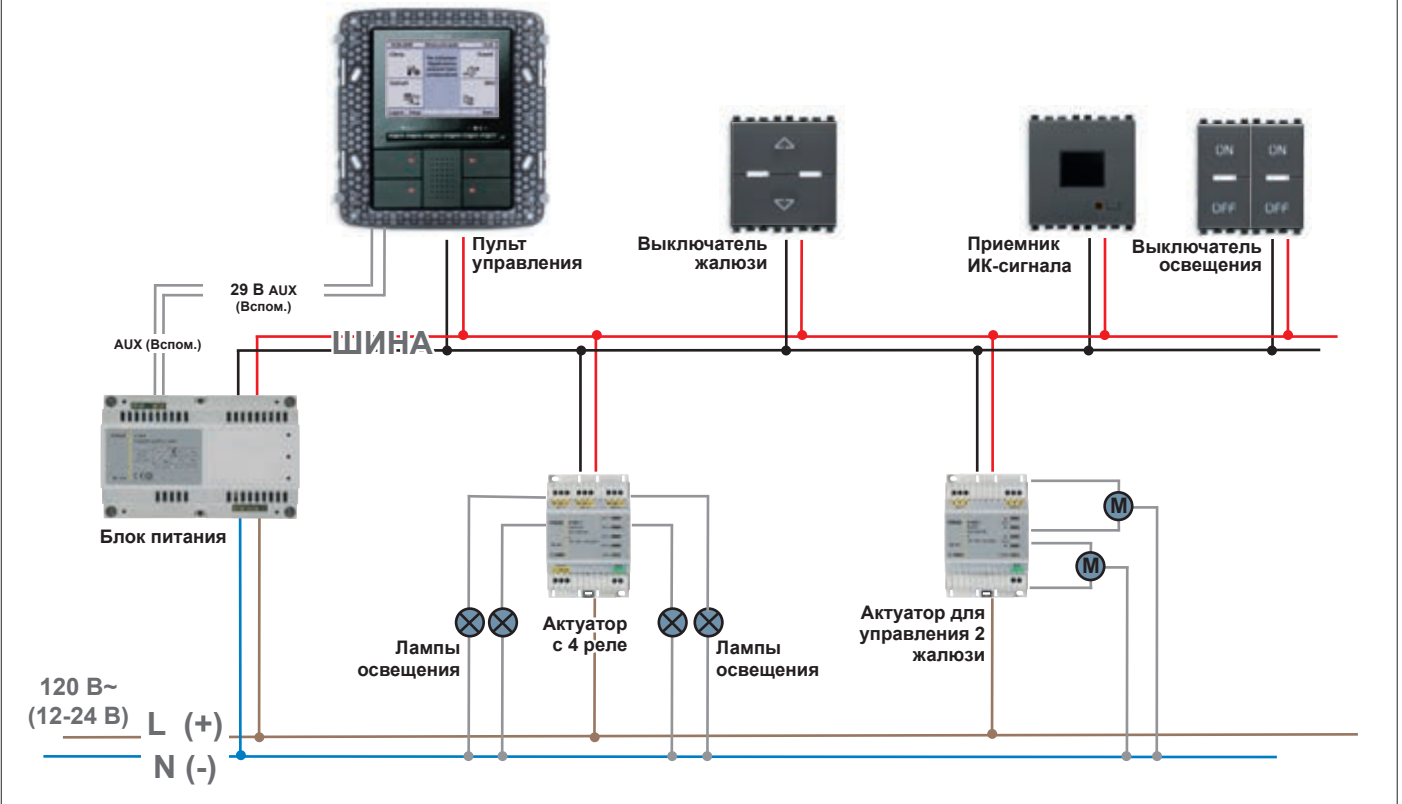 ON
ON
OFF
OFF
Пульт
управления
Выключатель
жалюзи
Приемник
ИК-сигнала
Выключатель
освещения
29 В AUX
(Вспом.)
AUX (Вспом.)
ШИНА
Блок питания
M
M
Лампы
освещения
Актуатор
с 4 реле
Лампы
освещения
Актуатор для
управления 2
жалюзи
120 В~
(12-24 В)
L (+)
N (-)